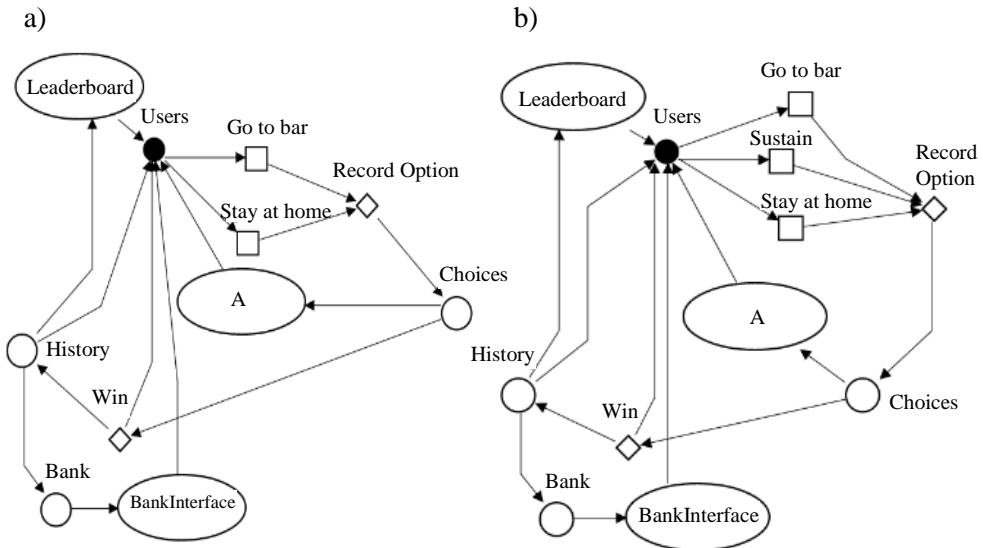 a)
Leaderboard
Users
Go to bar
Record Option
Stay at home
A
Choices
History
Win
Bank
BankInterface
b)
Go to bar
Leaderboard
Users
Sustain
Record
Option
Stay at home
A
History
Win
Choices
Bank
BankInterface